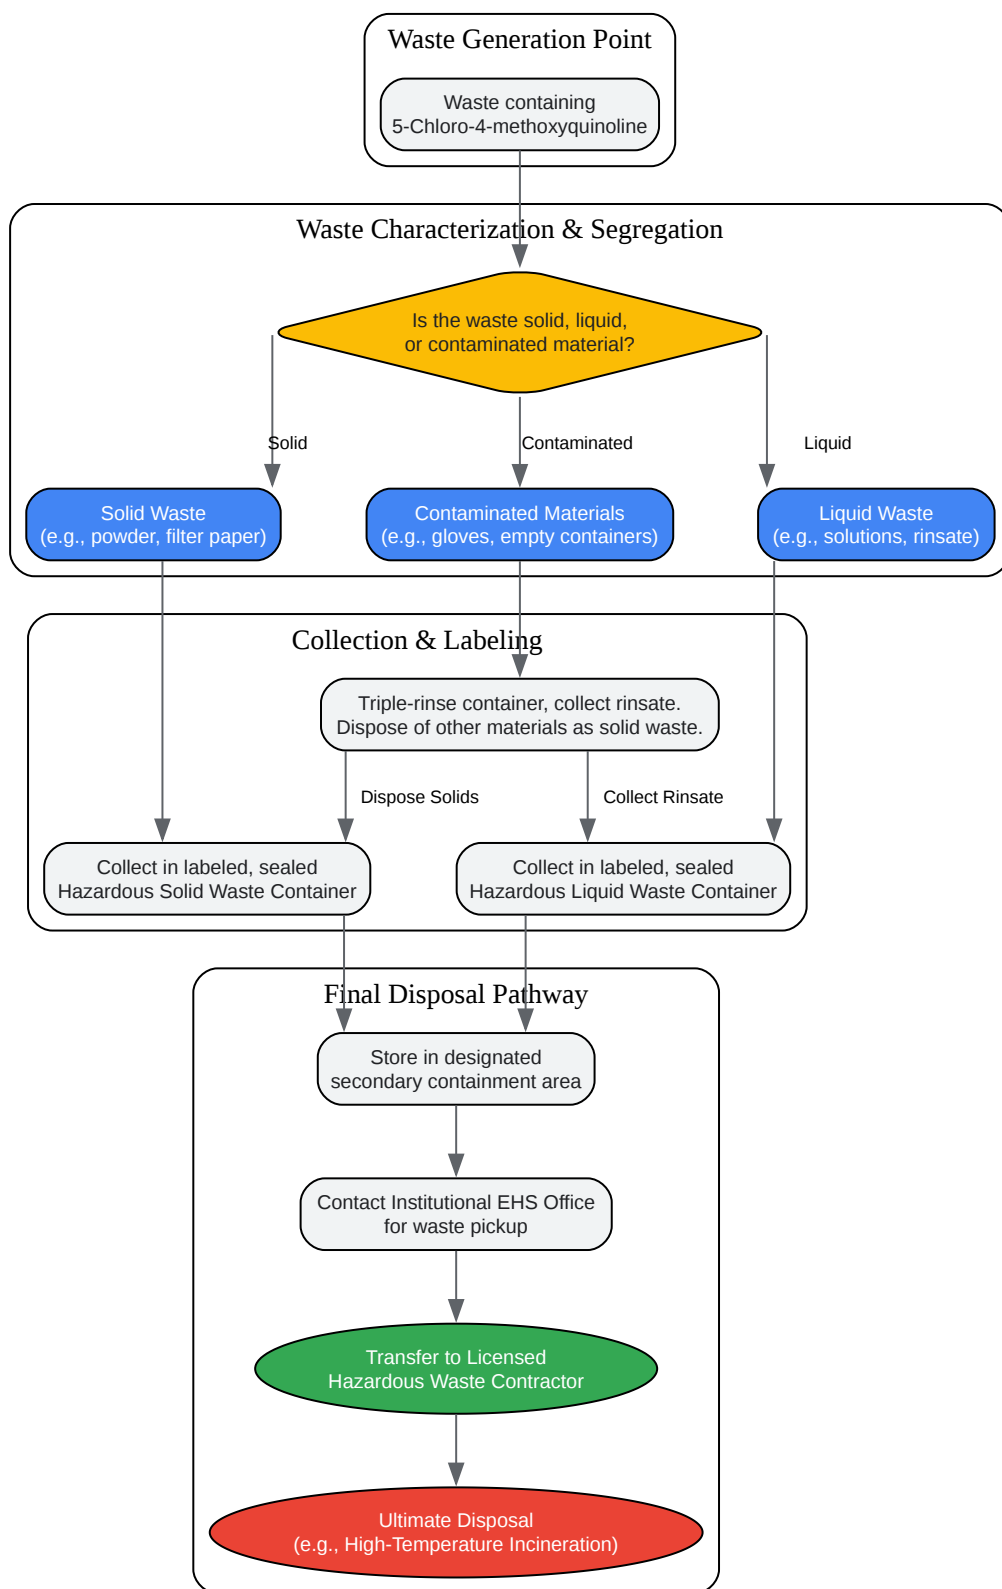 Waste Generation Point
Waste containing
5-Chloro-4-methoxyquinoline
Waste Characterization & Segregation
Is the waste solid, liquid,
or contaminated material?
Solid
Contaminated
Liquid
Solid Waste
(e.g., powder, filter paper)
Contaminated Materials
(e.g., gloves, empty containers)
Liquid Waste
(e.g., solutions, rinsate)
Collection & Labeling
Triple-rinse container, collect rinsate.
Dispose of other materials as solid waste.
Dispose Solids
Collect Rinsate
Collect in labeled, sealed
Hazardous Solid Waste Container
Collect in labeled, sealed
Hazardous Liquid Waste Container
Final Disposal Pathway
Store in designated
secondary containment area
Contact Institutional EHS Office
for waste pickup
Transfer to Licensed
Hazardous Waste Contractor
Ultimate Disposal
(e.g., High-Temperature Incineration)